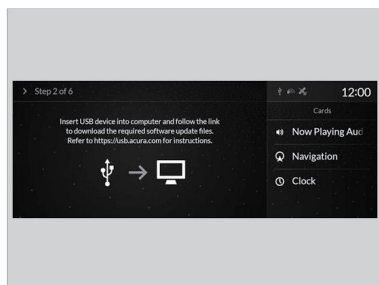 Step 2 of 6
12:00
Insert USB device into computer and follow the link
to download the required software update files.
Refer to https://usb.acura.com for instructions.
Cards
Now Playing Aud
Navigation
Clock